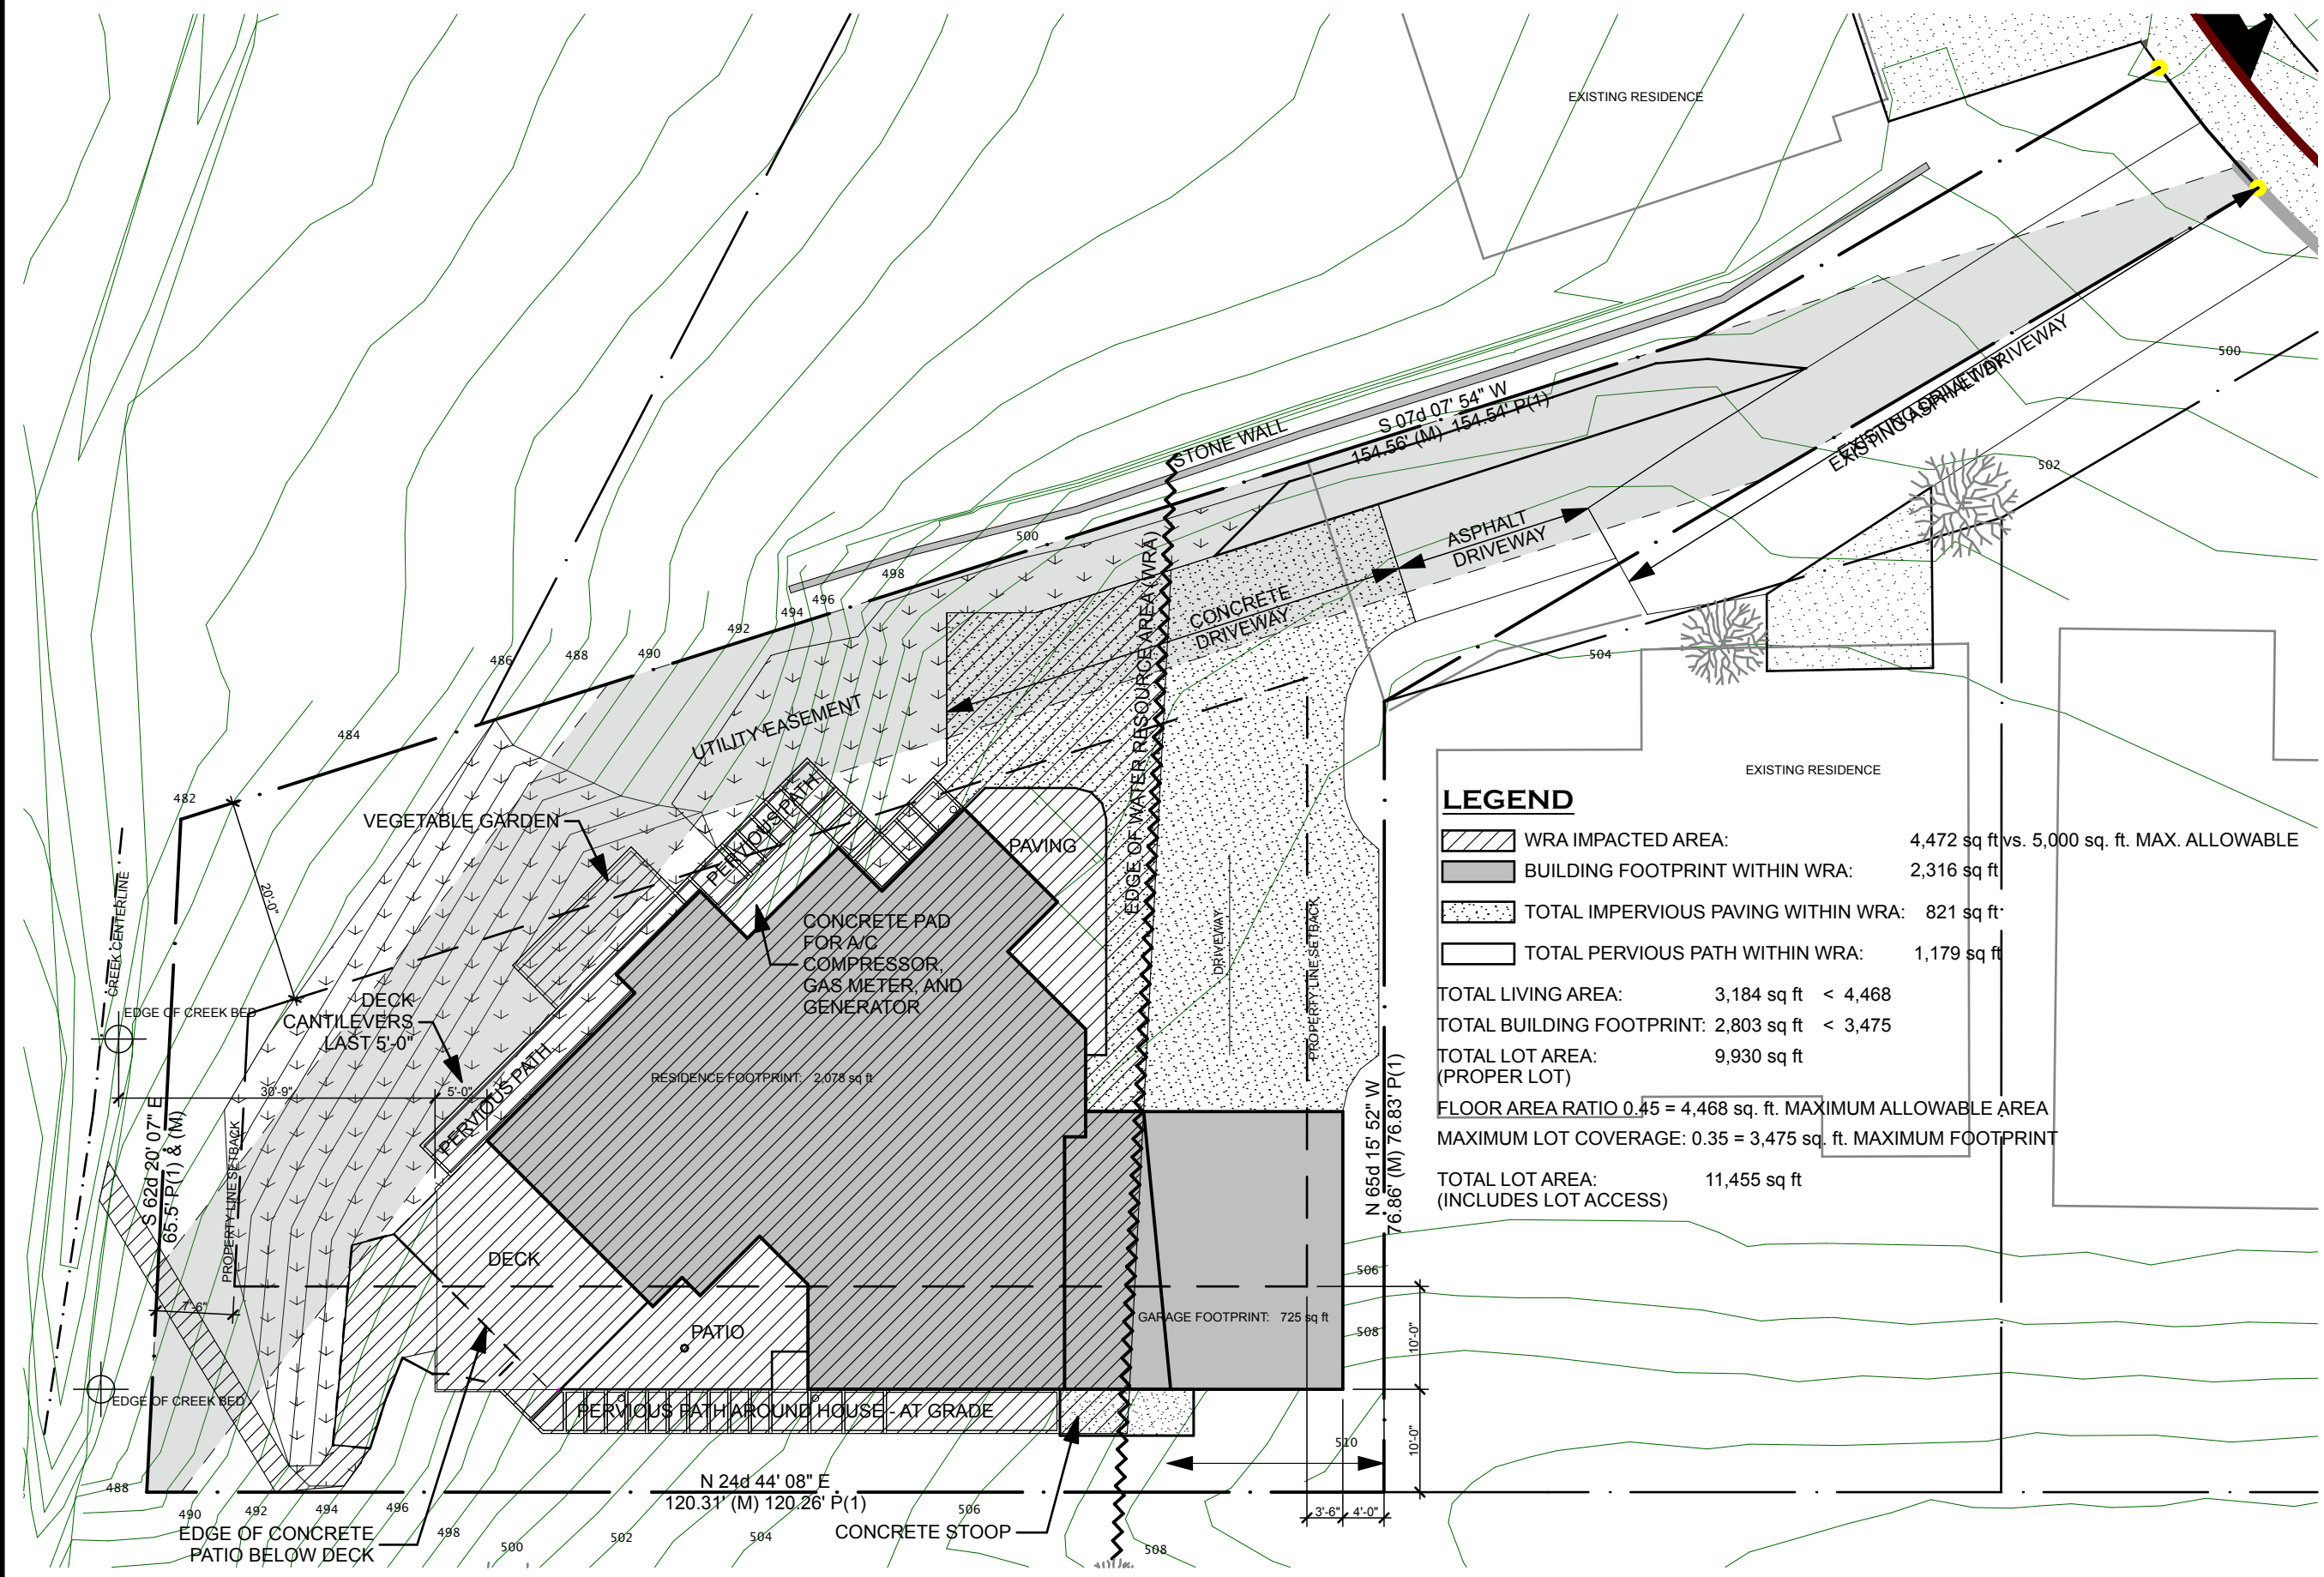 EXISTING RESIDENCE
500
EXISTING ASPHALT DRIVEWAY
502
S 07d 07' 54" W
154.56' (M) 154.54' P(1)
STONE WALL
500
ASPHALT
DRIVEWAY
498
496
494
492
490
488
486
484
482
CONCRETE
DRIVEWAY
EDGE OF WATER RESOURCE AREA (WRA)
504
UTILITY EASEMENT
VEGETABLE GARDEN
PERVIOUS PATH
PAVING
EXISTING RESIDENCE
LEGEND
WRA IMPACTED AREA: 4,472 sq ft vs. 5,000 sq. ft. MAX. ALLOWABLE
BUILDING FOOTPRINT WITHIN WRA: 2,316 sq ft
TOTAL IMPERVIOUS PAVING WITHIN WRA: 821 sq ft
TOTAL PERVIOUS PATH WITHIN WRA: 1,179 sq ft
TOTAL LIVING AREA: 3,184 sq ft < 4,468
TOTAL BUILDING FOOTPRINT: 2,803 sq ft < 3,475
TOTAL LOT AREA: 9,930 sq ft
(PROPER LOT)
FLOOR AREA RATIO 0.45 = 4,468 sq. ft. MAXIMUM ALLOWABLE AREA
MAXIMUM LOT COVERAGE: 0.35 = 3,475 sq. ft. MAXIMUM FOOTPRINT
TOTAL LOT AREA: 11,455 sq ft
(INCLUDES LOT ACCESS)
CREEK CENTERLINE
20'-0"
CONCRETE PAD
FOR A/C
COMPRESSOR,
GAS METER, AND
GENERATOR
DRIVEWAY
PROPERTY LINE SETBACK
EDGE OF CREEK BED
DECK
CANTILEVERS
LAST 5'-0"
30'-9"
5'-0"
PERVIOUS PATH
RESIDENCE FOOTPRINT: 2,078 sq ft
S 62d 20' 07" E
65.5' P(1) & (M)
PROPERTY LINE SETBACK
N 65d 15' 52" W
76.86' (M) 76.83' P(1)
DECK
7'-6"
PATIO
GARAGE FOOTPRINT: 725 sq ft
506
508
10'-0"
EDGE OF CREEK BED
PERVIOUS PATH AROUND HOUSE - AT GRADE
510
10'-0"
N 24d 44' 08" E
120.31' (M) 120.26' P(1)
3'-6"
4'-0"
488
490
492
494
496
498
500
502
504
506
508
EDGE OF CONCRETE
PATIO BELOW DECK
CONCRETE STOOP